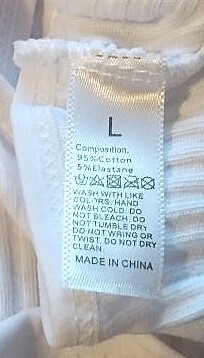 L
Composition.
95%Cotton
5%Elastane
WASH WITH LIKE
COLORS, HAND
WASH COLD. DO
NOT BLEACH. DO
NOT TUMBLE DRY
DO NOT WRING OR
TWIST. DO NOT DRY
CLEAN.
MADE IN CHINA